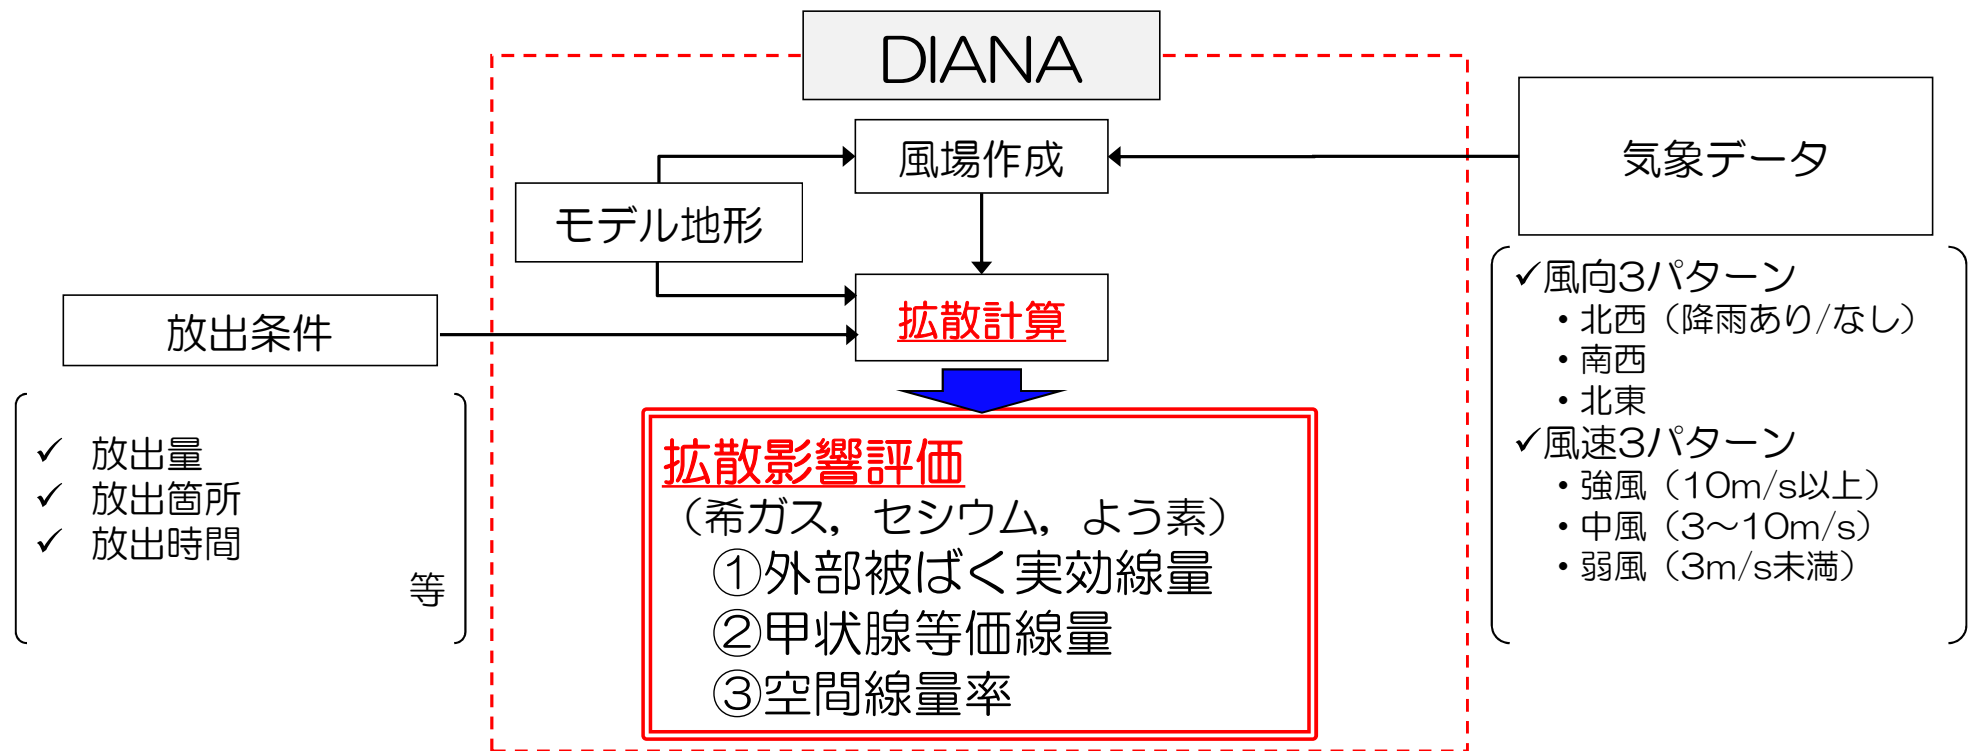 DIANA
風場作成
モデル地形
気象データ
拡散計算
放出条件
✓ 放出量
✓ 放出箇所
✓ 放出時間
等
✓風向3パターン
・北西（降雨あり/なし）
・南西
・北東
✓風速3パターン
・強風（10m/s以上）
・中風（3～10m/s）
・弱風（3m/s未満）
拡散影響評価
（希ガス，セシウム，よう素）
①外部被ばく実効線量
②甲状腺等価線量
③空間線量率